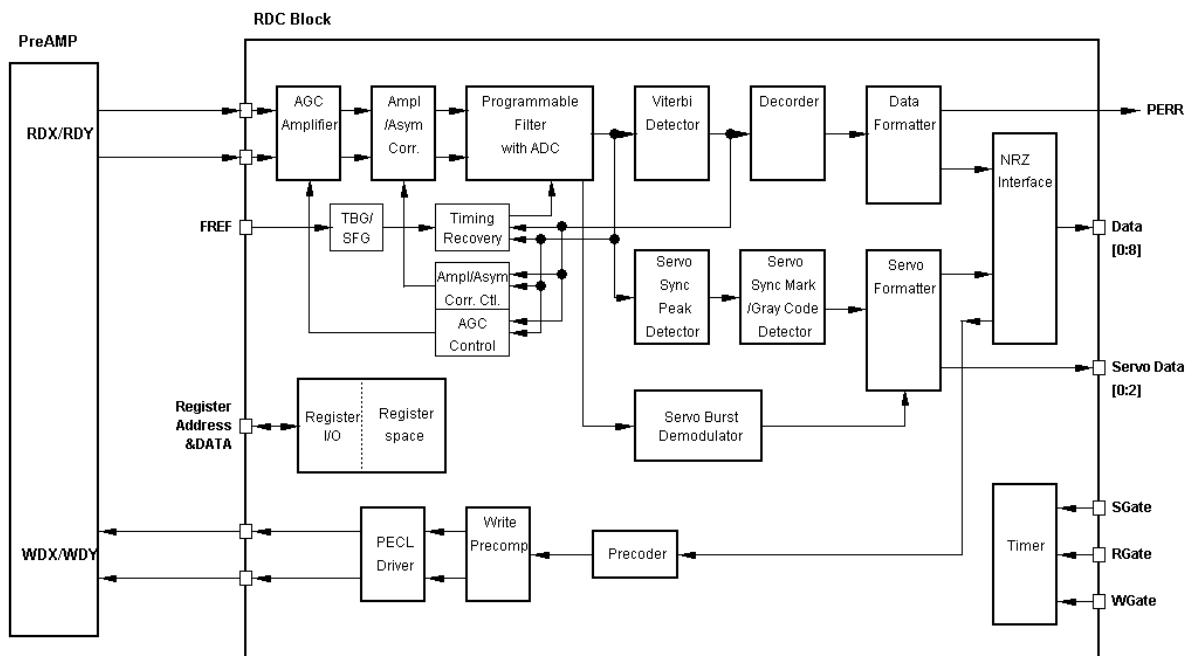 RDC Block
PreAMP
AGC
Amplifier
Ampl
/Asym
Corr.
Programmable
Filter
with ADC
Viterbi
Detector
Decorder
Data
Formatter
PERR
RDX/RDY
NRZ
Interface
FREF
TBG/
SFG
Timing
Recovery
Data
[0:8]
Ampl/Asym
Corr. Ctl.
AGC
Control
Servo
Sync
Peak
Detector
Servo
Sync Mark
/Gray Code
Detector
Servo
Formatter
Servo Data
[0:2]
Register
Address
&DATA
Register
I/O
Register
space
Servo Burst
Demodulator
WDX/WDY
PECL
Driver
Write
Precomp
Precoder
Timer
SGate
RGate
WGate